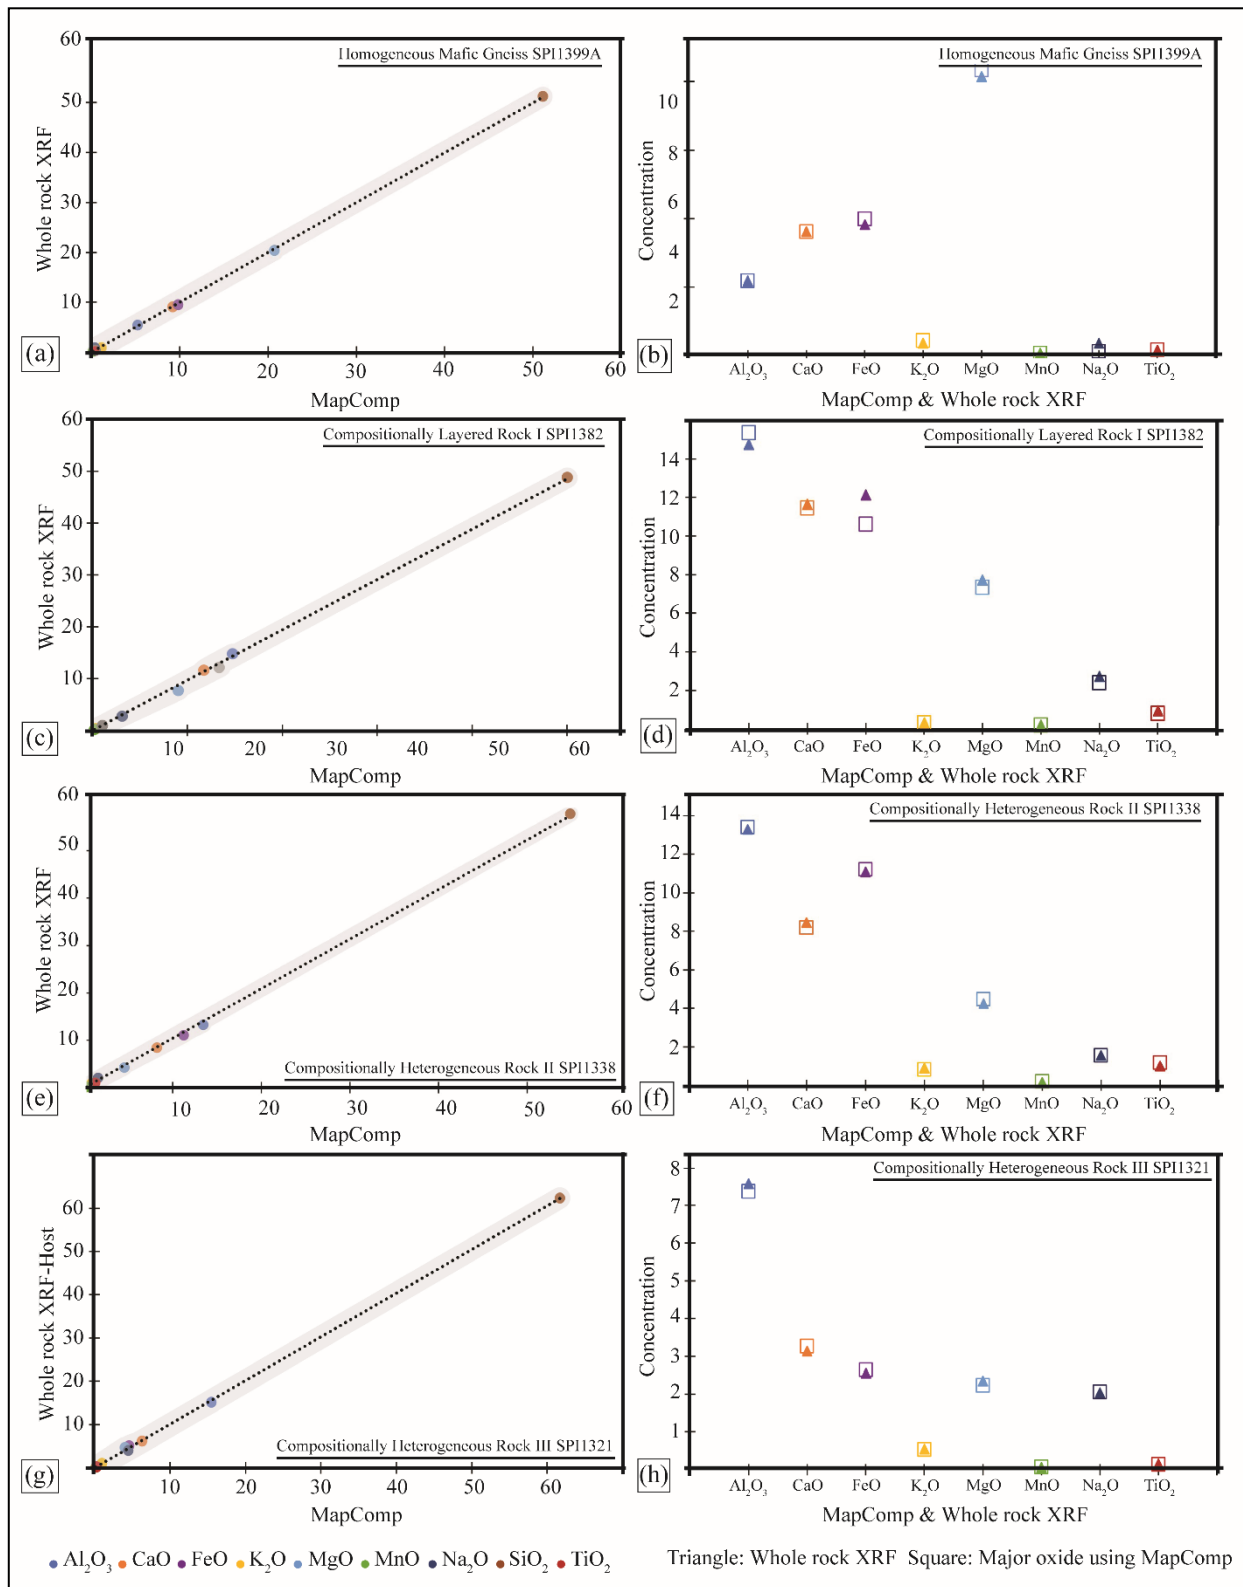 Homogeneous Mafic Gneiss SPI1399A
60
50
40
30
20
10
Whole rock XRF
(a)
10
20
30
40
50
MapComp
Homogeneous Mafic Gneiss SPI1399A
10
6
2
Concentration
(b)
Al₂O₃ CaO FeO K₂O MgO MnO Na₂O TiO₂
MapComp & Whole rock XRF
Compositionally Layered Rock I SPI1382
60
50
40
30
20
10
Whole rock XRF
(c)
10 20 30 40 50 60
MapComp
Compositionally Layered Rock I SPI1382
14
12
10
8
6
4
2
Concentration
(d)
Al₂O₃ CaO FeO K₂O MgO MnO Na₂O TiO₂
MapComp & Whole rock XRF
60
50
40
30
20
10
Whole rock XRF
Compositionally Heterogeneous Rock II SPI1338
(e)
10 20 30 40 50 60
MapComp
Compositionally Heterogeneous Rock II SPI1338
14
12
10
8
6
4
2
Concentration
(f)
Al₂O₃ CaO FeO K₂O MgO MnO Na₂O TiO₂
MapComp & Whole rock XRF
60
50
40
30
20
10
Whole rock XRF-Host
Compositionally Heterogeneous Rock III SPI1321
(g)
10 20 30 40 50 60
MapComp
Compositionally Heterogeneous Rock III SPI1321
8
7
6
5
4
3
2
1
Concentration
(h)
Al₂O₃ CaO FeO K₂O MgO MnO Na₂O TiO₂
MapComp & Whole rock XRF
Al₂O₃ CaO FeO K₂O MgO MnO Na₂O SiO₂ TiO₂
Triangle: Whole rock XRF Square: Major oxide using MapComp